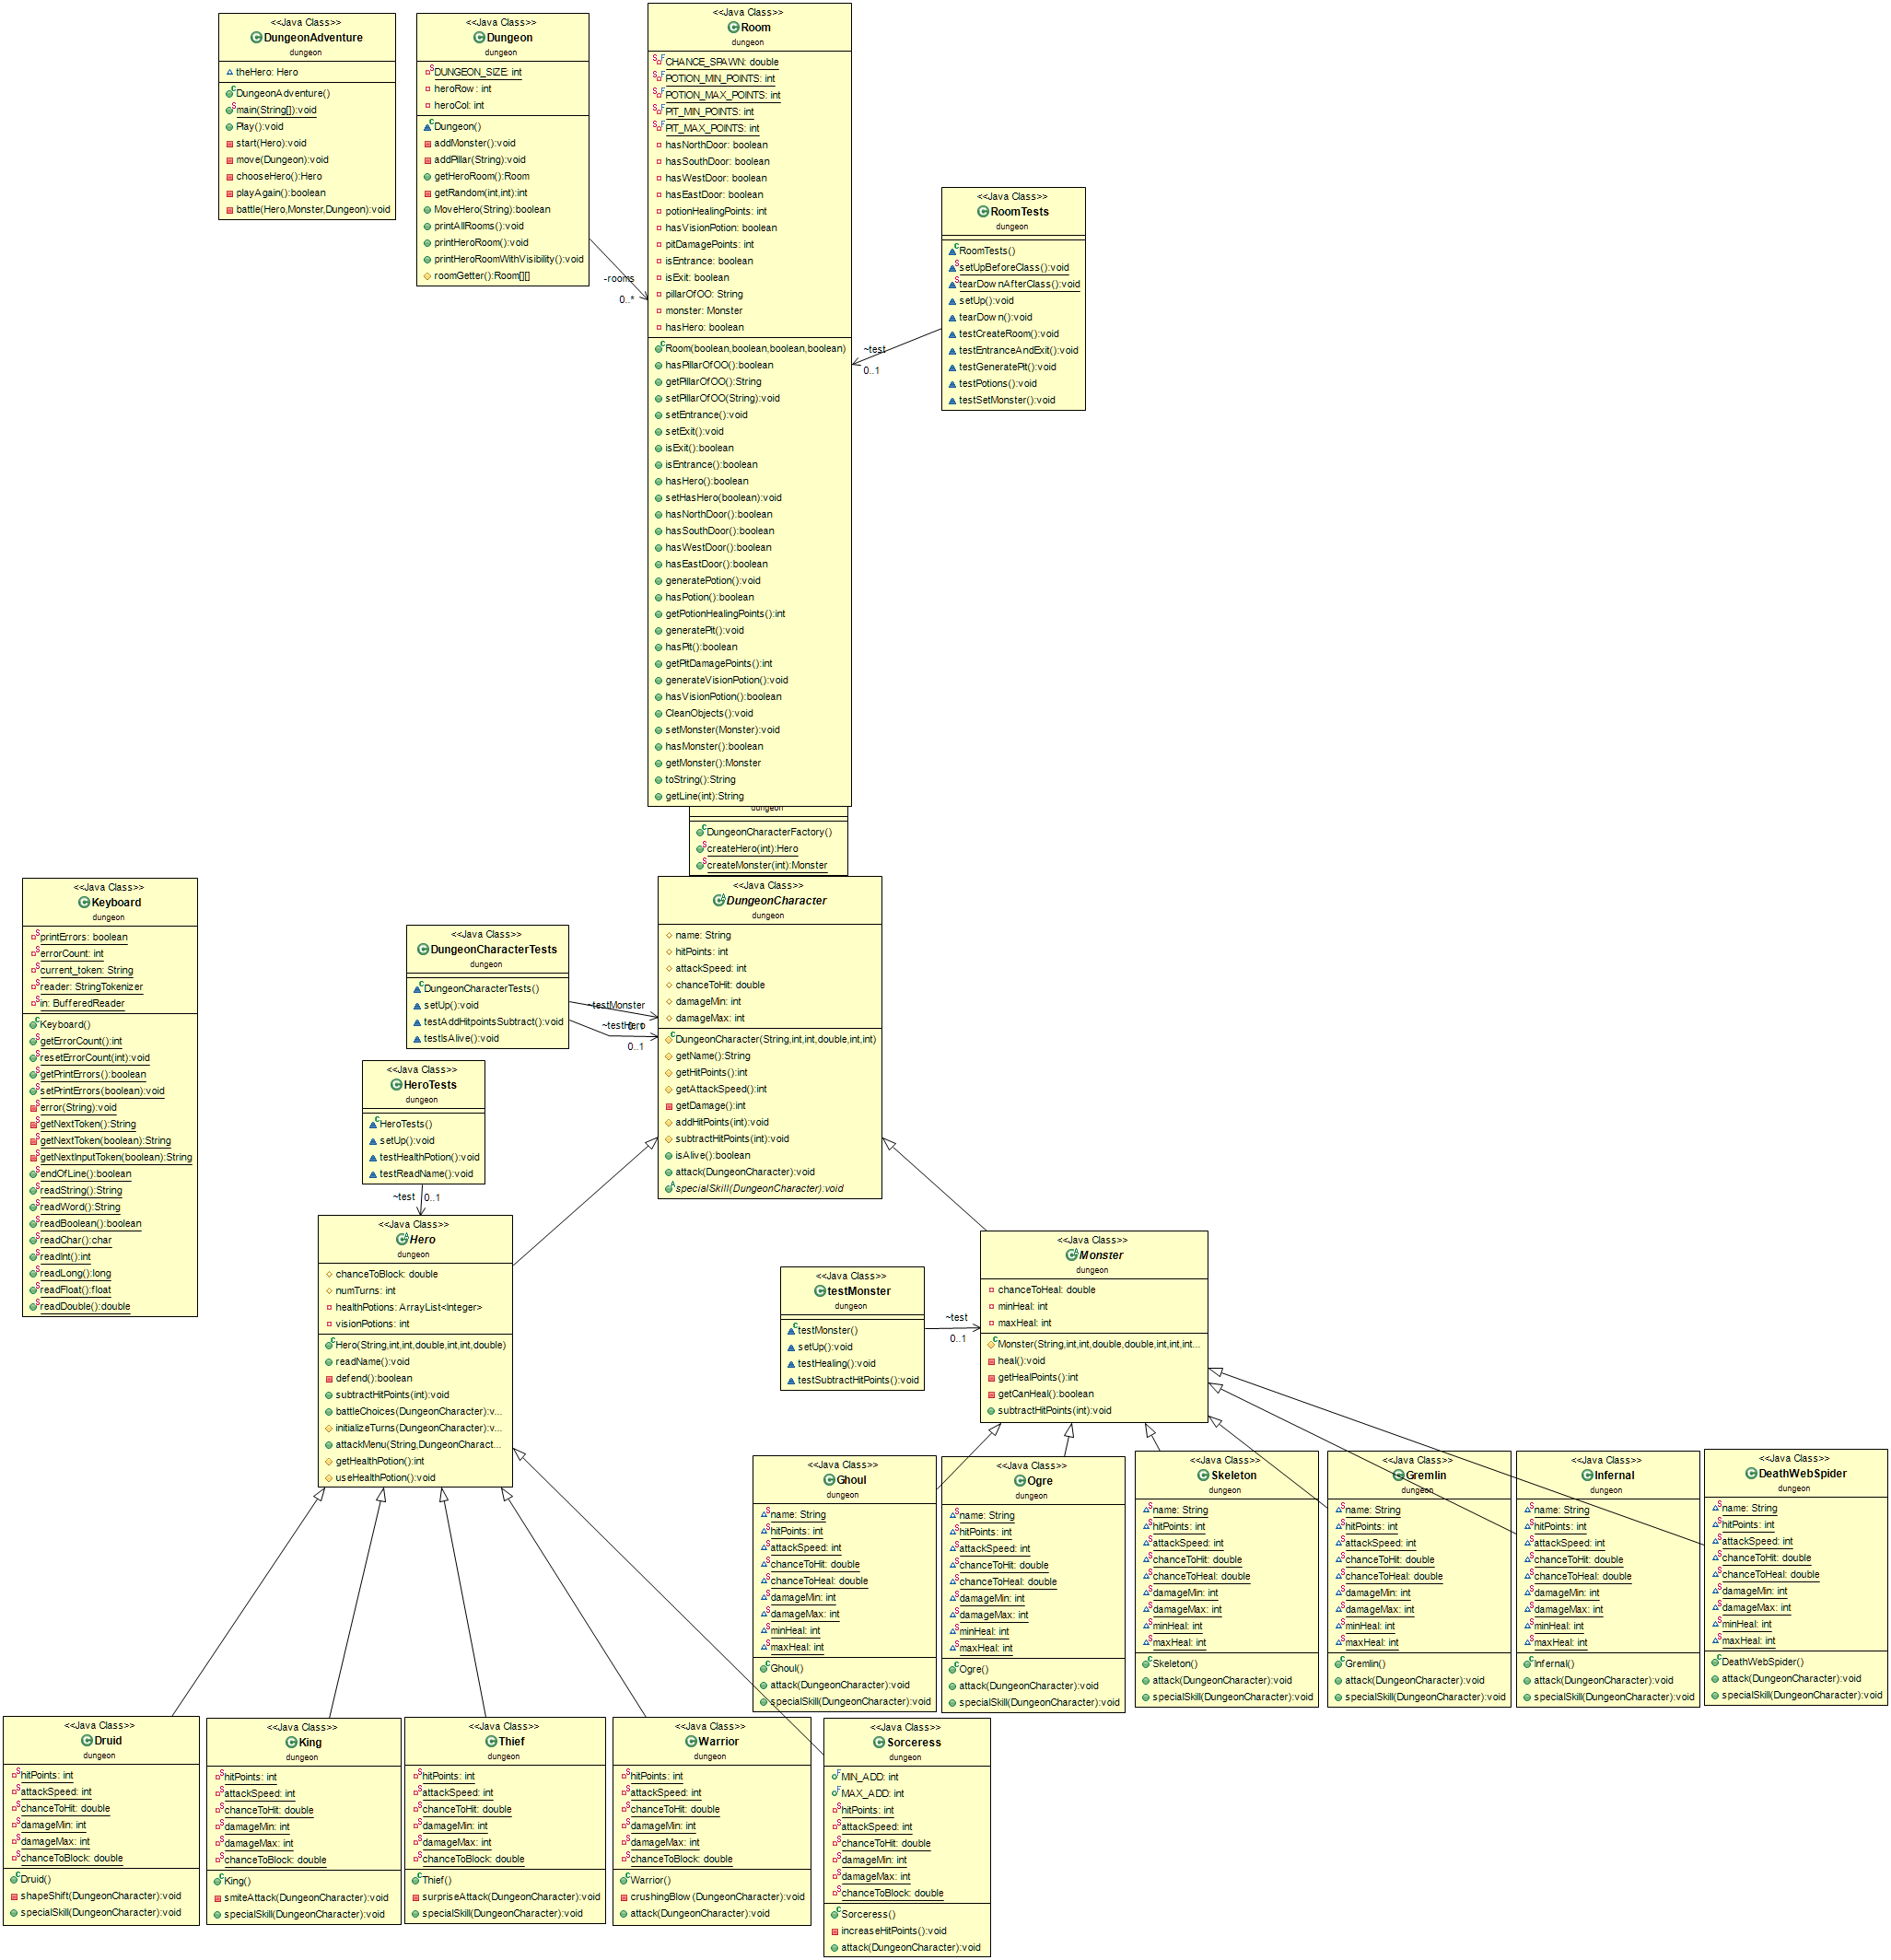 <<Java Class>>
DungeonAdventure
dungeon
theHero: Hero
DungeonAdventure()
main(String[]):void
Play():void
start(Hero):void
move(Dungeon):void
chooseHero():Hero
playAgain():boolean
battle(Hero,Monster,Dungeon):void
<<Java Class>>
Dungeon
dungeon
DUNGEON_SIZE: int
heroRow: int
heroCol: int
Dungeon()
addMonster():void
addPillar(String):void
getHeroRoom():Room
getRandom(int,int):int
MoveHero(String):boolean
printAllRooms():void
printHeroRoom():void
printHeroRoomWithVisibility():void
roomGetter():Room[][]
-rooms
0..*
<<Java Class>>
Room
dungeon
CHANCE_SPAWN: double
POTION_MIN_POINTS: int
POTION_MAX_POINTS: int
PIT_MIN_POINTS: int
PIT_MAX_POINTS: int
hasNorthDoor: boolean
hasSouthDoor: boolean
hasWestDoor: boolean
hasEastDoor: boolean
potionHealingPoints: int
hasVisionPotion: boolean
pitDamagePoints: int
isEntrance: boolean
isExit: boolean
pillarOfOO: String
monster: Monster
hasHero: boolean
Room(boolean,boolean,boolean,boolean)
hasPillarOfOO():boolean
getPillarOfOO():String
setPillarOfOO(String):void
setEntrance():void
setExit():void
isExit():boolean
isEntrance():boolean
hasHero():boolean
setHasHero(boolean):void
hasNorthDoor():boolean
hasSouthDoor():boolean
hasWestDoor():boolean
hasEastDoor():boolean
generatePotion():void
hasPotion():boolean
getPotionHealingPoints():int
generatePit():void
hasPit():boolean
getPitDamagePoints():int
generateVisionPotion():void
hasVisionPotion():boolean
CleanObjects():void
setMonster(Monster):void
hasMonster():boolean
getMonster():Monster
toString():String
getLine(int):String
<<Java Class>>
RoomTests
dungeon
RoomTests()
setUpBeforeClass():void
tearDownAfterClass():void
setUp():void
tearDown():void
testCreateRoom():void
testEntranceAndExit():void
testGeneratePit():void
testPotions():void
testSetMonster():void
~test
0..1
dungeon
DungeonCharacterFactory()
createHero(int):Hero
createMonster(int):Monster
<<Java Class>>
Keyboard
dungeon
printErrors: boolean
errorCount: int
current_token: String
reader: StringTokenizer
in: BufferedReader
Keyboard()
getErrorCount():int
resetErrorCount(int):void
getPrintErrors():boolean
setPrintErrors(boolean):void
error(String):void
getNextToken():String
getNextToken(boolean):String
getNextInputToken(boolean):String
endOfLine():boolean
readString():String
readWord():String
readBoolean():boolean
readChar():char
readInt():int
readLong():long
readFloat():float
readDouble():double
<<Java Class>>
DungeonCharacterTests
dungeon
DungeonCharacterTests()
setUp():void
testAddHitpointsSubtract():void
testIsAlive():void
~testMonster
~testHero
0..1
<<Java Class>>
DungeonCharacter
dungeon
name: String
hitPoints: int
attackSpeed: int
chanceToHit: double
damageMin: int
damageMax: int
DungeonCharacter(String,int,int,double,int,int)
getName():String
getHitPoints():int
getAttackSpeed():int
getDamage():int
addHitPoints(int):void
subtractHitPoints(int):void
isAlive():boolean
attack(DungeonCharacter):void
specialSkill(DungeonCharacter):void
<<Java Class>>
HeroTests
dungeon
HeroTests()
setUp():void
testHealthPotion():void
testReadName():void
~test
0..1
<<Java Class>>
Hero
dungeon
chanceToBlock: double
numTurns: int
healthPotions: ArrayList<Integer>
visionPotions: int
Hero(String,int,int,double,int,int,double)
readName():void
defend():boolean
subtractHitPoints(int):void
battleChoices(DungeonCharacter):v...
initializeTurns(DungeonCharacter):v...
attackMenu(String,DungeonCharact...
getHealthPotion():int
useHealthPotion():void
<<Java Class>>
testMonster
dungeon
testMonster()
setUp():void
testHealing():void
testSubtractHitPoints():void
~test
0..1
<<Java Class>>
Monster
dungeon
chanceToHeal: double
minHeal: int
maxHeal: int
Monster(String,int,int,double,double,int,int,int...
heal():void
getHealPoints():int
getCanHeal():boolean
subtractHitPoints(int):void
<<Java Class>>
Ghoul
dungeon
name: String
hitPoints: int
attackSpeed: int
chanceToHit: double
chanceToHeal: double
damageMin: int
damageMax: int
minHeal: int
maxHeal: int
Ghoul()
attack(DungeonCharacter):void
specialSkill(DungeonCharacter):void
<<Java Class>>
Ogre
dungeon
name: String
hitPoints: int
attackSpeed: int
chanceToHit: double
chanceToHeal: double
damageMin: int
damageMax: int
minHeal: int
maxHeal: int
Ogre()
attack(DungeonCharacter):void
specialSkill(DungeonCharacter):void
<<Java Class>>
Skeleton
dungeon
name: String
hitPoints: int
attackSpeed: int
chanceToHit: double
chanceToHeal: double
damageMin: int
damageMax: int
minHeal: int
maxHeal: int
Skeleton()
attack(DungeonCharacter):void
specialSkill(DungeonCharacter):void
<<Java Class>>
Gremlin
dungeon
name: String
hitPoints: int
attackSpeed: int
chanceToHit: double
chanceToHeal: double
damageMin: int
damageMax: int
minHeal: int
maxHeal: int
Gremlin()
attack(DungeonCharacter):void
specialSkill(DungeonCharacter):void
<<Java Class>>
Infernal
dungeon
name: String
hitPoints: int
attackSpeed: int
chanceToHit: double
chanceToHeal: double
damageMin: int
damageMax: int
minHeal: int
maxHeal: int
Infernal()
attack(DungeonCharacter):void
specialSkill(DungeonCharacter):void
<<Java Class>>
DeathWebSpider
dungeon
name: String
hitPoints: int
attackSpeed: int
chanceToHit: double
chanceToHeal: double
damageMin: int
damageMax: int
minHeal: int
maxHeal: int
DeathWebSpider()
attack(DungeonCharacter):void
specialSkill(DungeonCharacter):void
<<Java Class>>
Druid
dungeon
hitPoints: int
attackSpeed: int
chanceToHit: double
damageMin: int
damageMax: int
chanceToBlock: double
Druid()
shapeShift(DungeonCharacter):void
specialSkill(DungeonCharacter):void
<<Java Class>>
King
dungeon
hitPoints: int
attackSpeed: int
chanceToHit: double
damageMin: int
damageMax: int
chanceToBlock: double
King()
smiteAttack(DungeonCharacter):void
specialSkill(DungeonCharacter):void
<<Java Class>>
Thief
dungeon
hitPoints: int
attackSpeed: int
chanceToHit: double
damageMin: int
damageMax: int
chanceToBlock: double
Thief()
surpriseAttack(DungeonCharacter):void
specialSkill(DungeonCharacter):void
<<Java Class>>
Warrior
dungeon
hitPoints: int
attackSpeed: int
chanceToHit: double
damageMin: int
damageMax: int
chanceToBlock: double
Warrior()
crushingBlow(DungeonCharacter):void
attack(DungeonCharacter):void
<<Java Class>>
Sorceress
dungeon
MIN_ADD: int
MAX_ADD: int
hitPoints: int
attackSpeed: int
chanceToHit: double
damageMin: int
damageMax: int
chanceToBlock: double
Sorceress()
increaseHitPoints():void
attack(DungeonCharacter):void